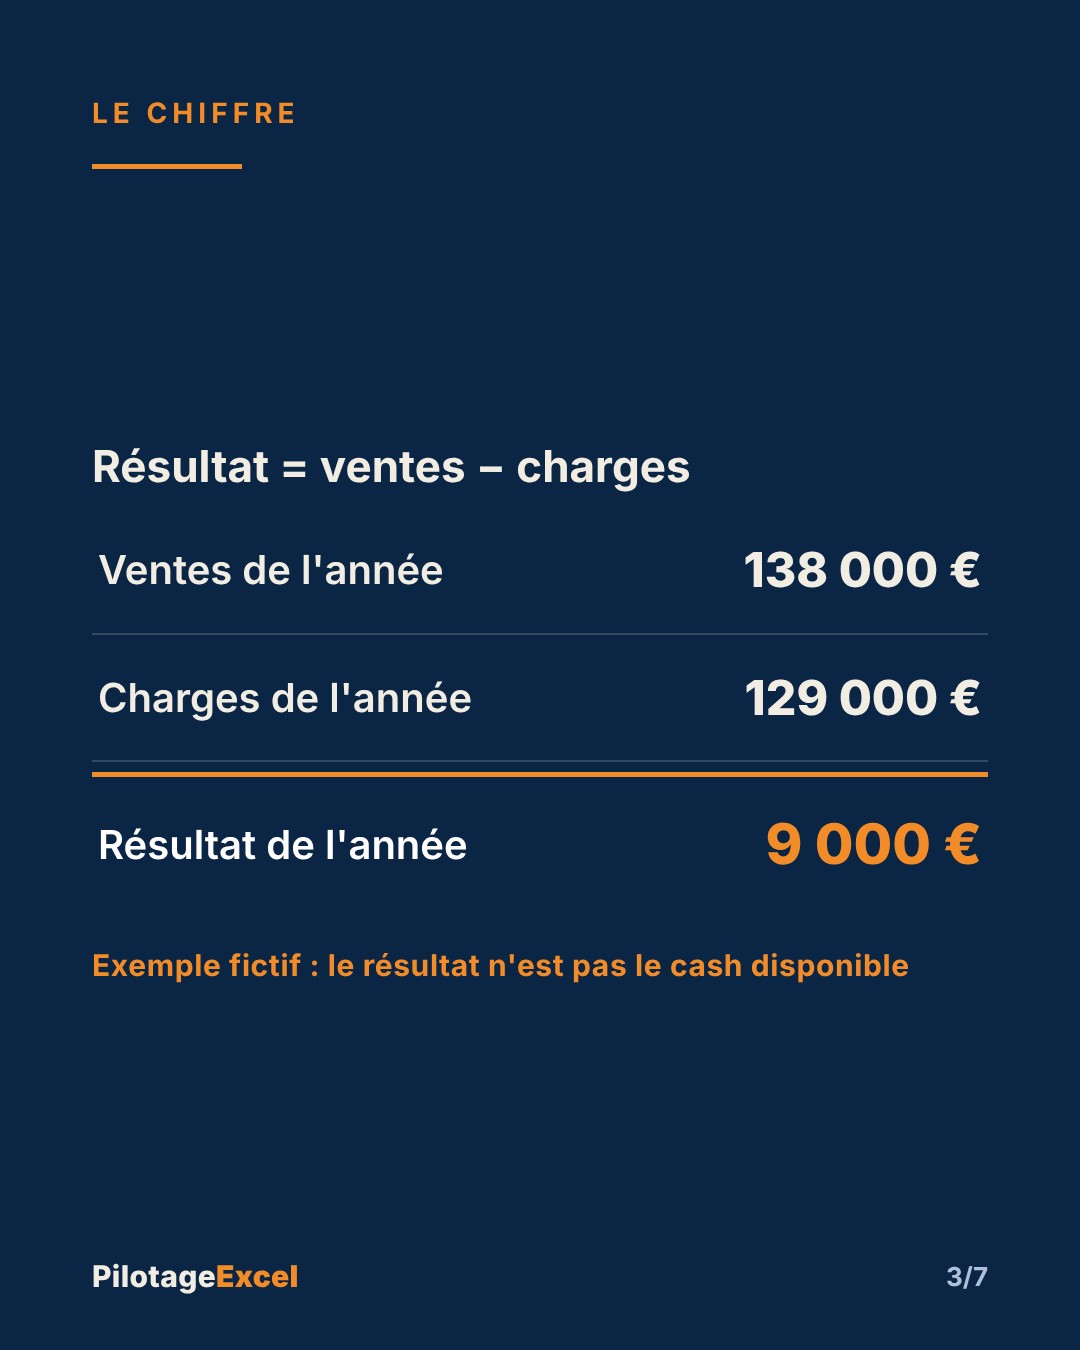 LE CHIFFRE
Résultat = ventes – charges
Ventes de l'année 138 000 €
Charges de l'année 129 000 €
Résultat de l'année 9 000 €
Exemple fictif : le résultat n'est pas le cash disponible
PilotageExcel 3/7